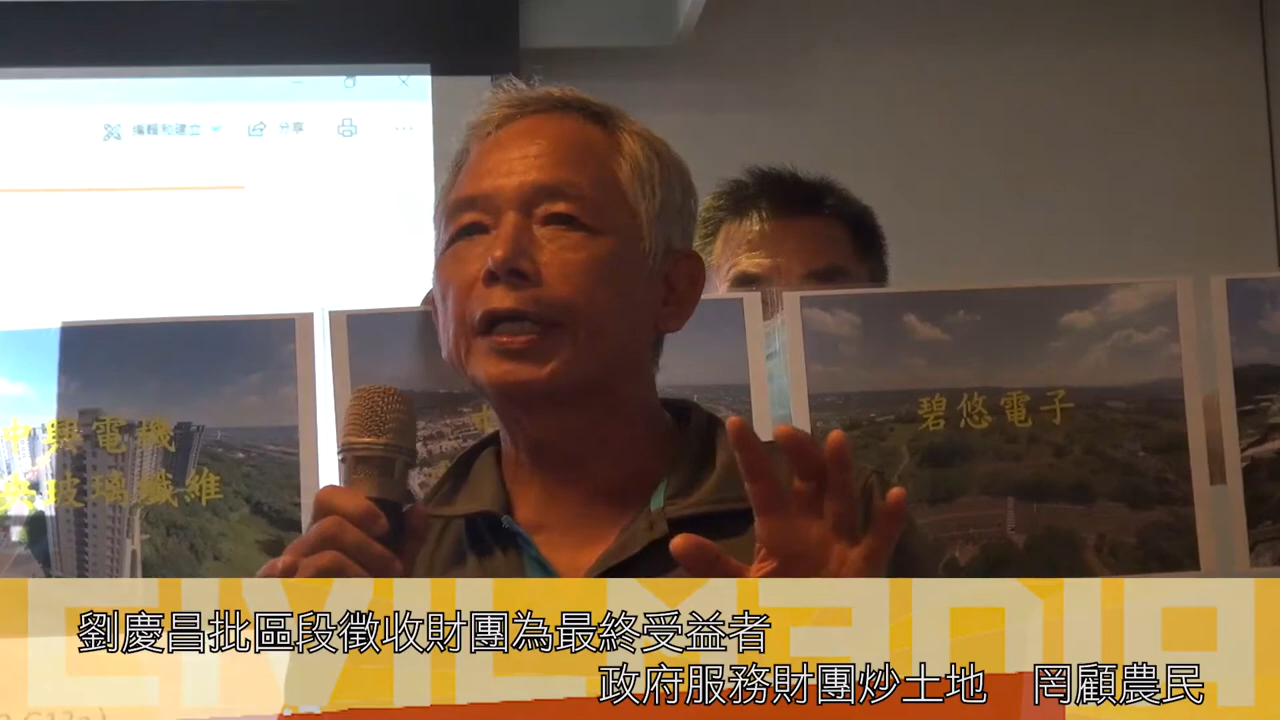 編輯和建立
分享
中興電機
玻璃纖維
碧悠電子
CIVILMEDIA
劉慶昌批區段徵收財團為最終受益者
政府服務財團炒土地 罔顧農民